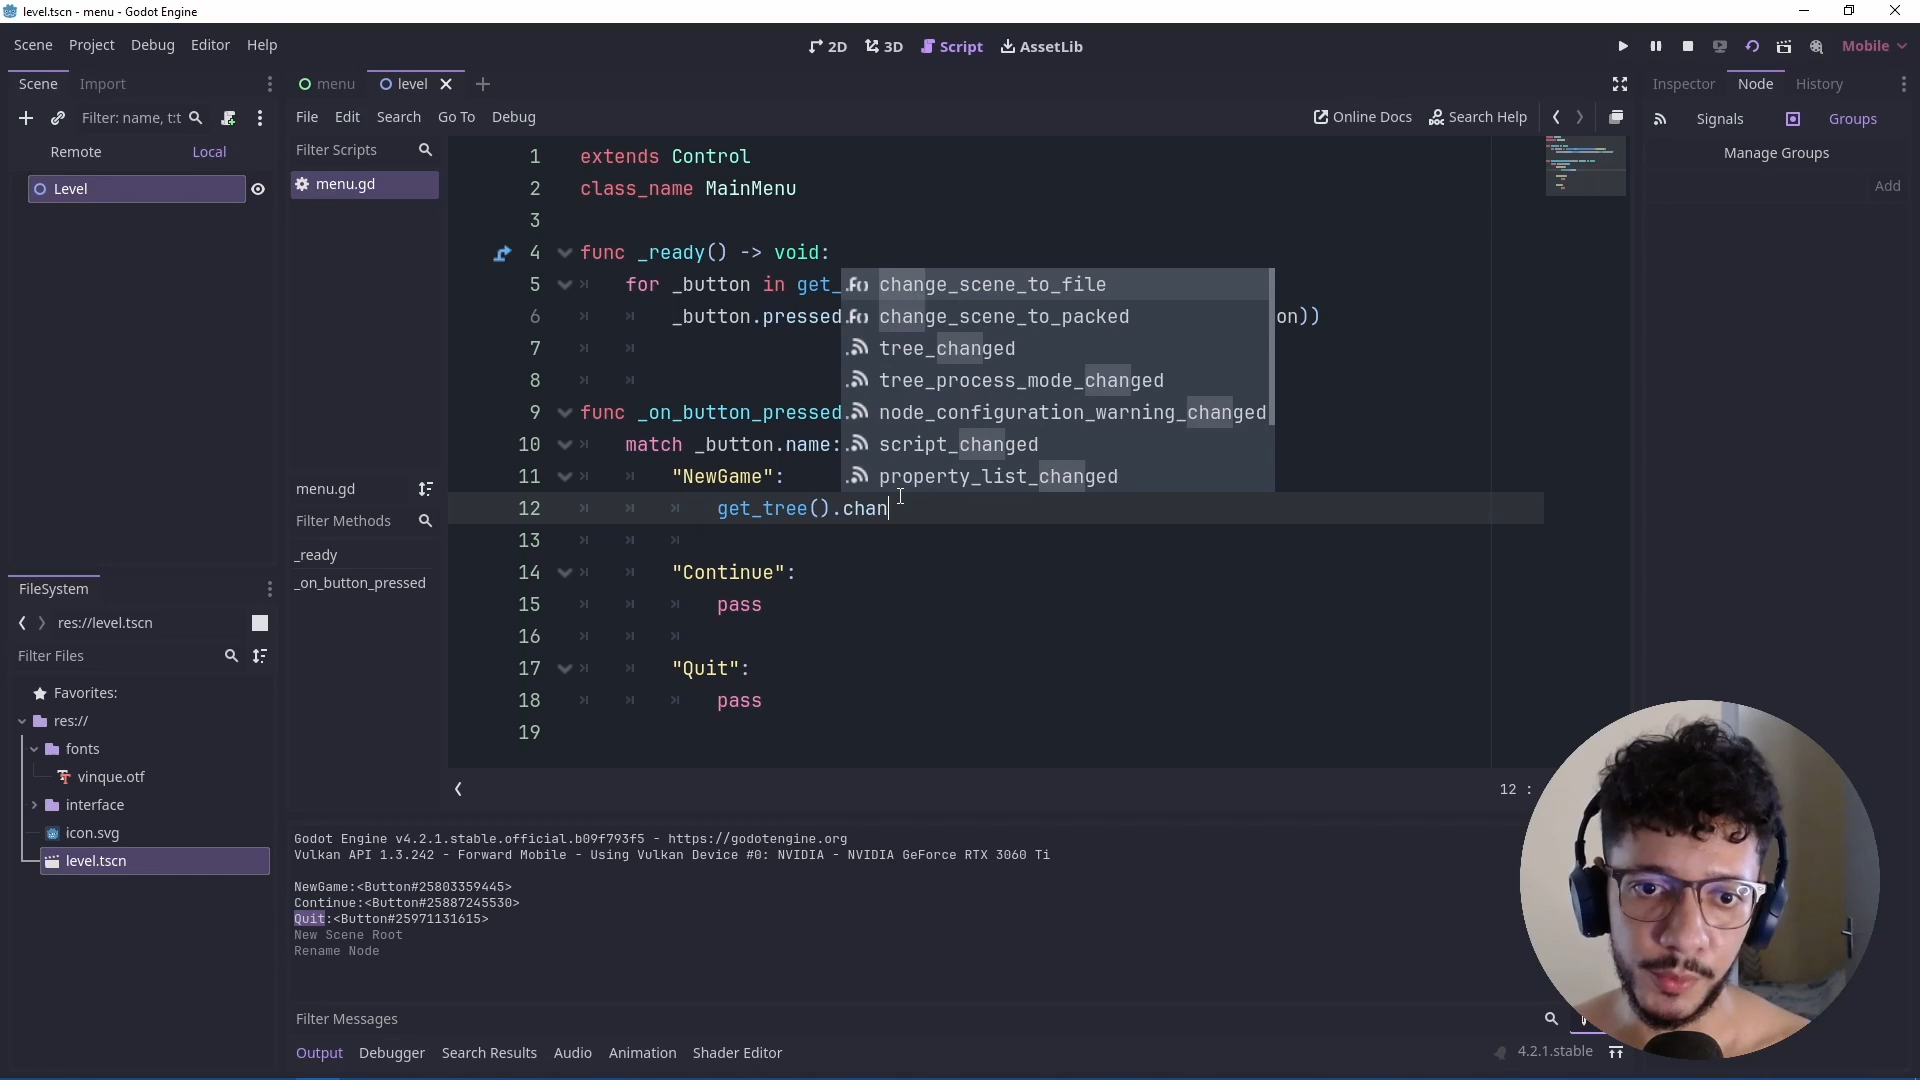 level.tscn - menu - Godot Engine
Scene Project Debug Editor Help
2D 3D Script AssetLib
Mobile
Scene Import
menu level
Inspector Node History
Filter: name, t:t
File Edit Search Go To Debug
Online Docs Search Help
Signals Groups
Remote Local
Filter Scripts
Manage Groups
Level
menu.gd
Add
1 extends Control
2 class_name MainMenu
3
4 func _ready() -> void:
5 for _button in get_
6 _button.pressed. on))
7
8
9 func _on_button_pressed
10 match _button.name:
11 "NewGame":
12 get_tree().chan
13
14 "Continue":
15 pass
16
17 "Quit":
18 pass
19
change_scene_to_file
change_scene_to_packed
tree_changed
tree_process_mode_changed
node_configuration_warning_changed
script_changed
property_list_changed
menu.gd
Filter Methods
_ready
_on_button_pressed
FileSystem
res://level.tscn
Filter Files
Favorites:
res://
fonts
vinque.otf
interface
icon.svg
level.tscn
12 :
Godot Engine v4.2.1.stable.official.b09f793f5 - https://godotengine.org
Vulkan API 1.3.242 - Forward Mobile - Using Vulkan Device #0: NVIDIA - NVIDIA GeForce RTX 3060 Ti
NewGame:<Button#25803359445>
Continue:<Button#25887245530>
Quit:<Button#25971131615>
New Scene Root
Rename Node
Filter Messages
Output Debugger Search Results Audio Animation Shader Editor
4.2.1.stable